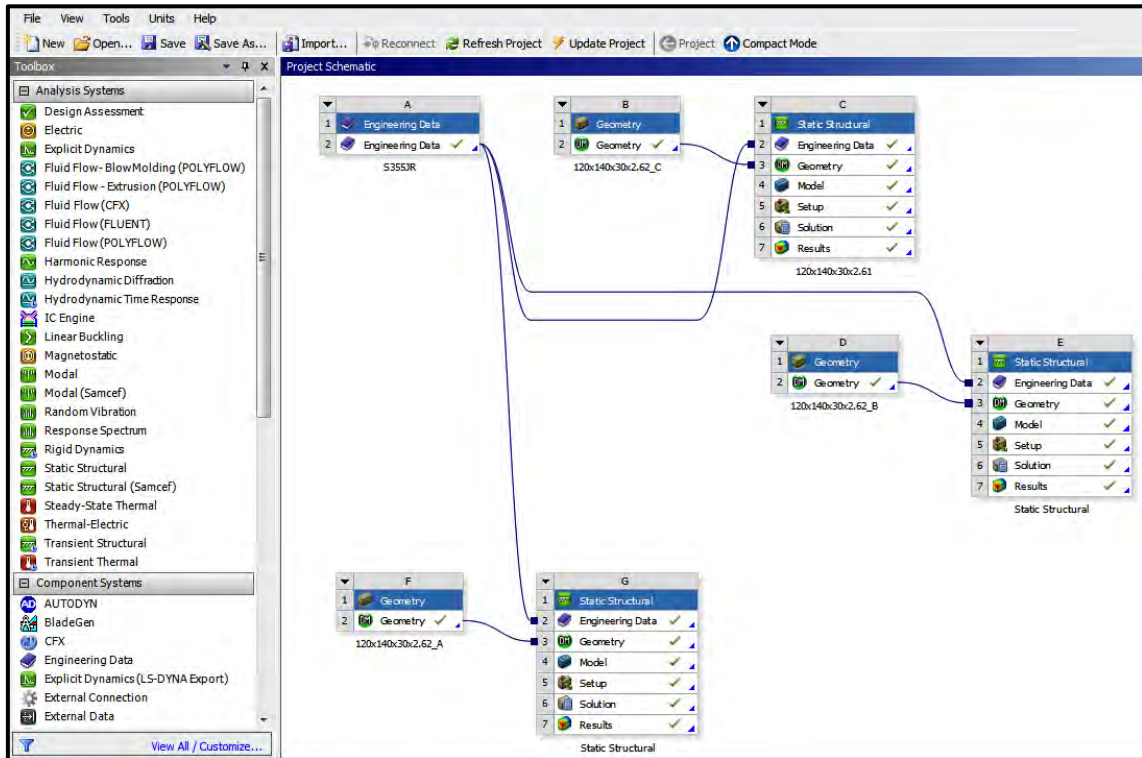 File View Tools Units Help
New Open... Save Save As... Import... Reconnect Refresh Project Update Project Project Compact Mode
Toolbox
Analysis Systems
Design Assessment
Electric
Explicit Dynamics
Fluid Flow- BlowMolding (POLYFLOW)
Fluid Flow - Extrusion (POLYFLOW)
Fluid Flow (CFX)
Fluid Flow (FLUENT)
Fluid Flow (POLYFLOW)
Harmonic Response
Hydrodynamic Diffraction
Hydrodynamic Time Response
IC Engine
Linear Buckling
Magnetostatic
Modal
Modal (Samcef)
Random Vibration
Response Spectrum
Rigid Dynamics
Static Structural
Static Structural (Samcef)
Steady-State Thermal
Thermal-Electric
Transient Structural
Transient Thermal
Component Systems
AUTODYN
BladeGen
CFX
Engineering Data
Explicit Dynamics (LS-DYNA Export)
External Connection
External Data
View All / Customize...
Project Schematic
A
1 Engineering Data
2 Engineering Data
S355JR
B
1 Geometry
2 Geometry
120x140x30x2.62_C
C
1 Static Structural
2 Engineering Data
3 Geometry
4 Model
5 Setup
6 Solution
7 Results
120x140x30x2.61
D
1 Geometry
2 Geometry
120x140x30x2.62_B
E
1 Static Structural
2 Engineering Data
3 Geometry
4 Model
5 Setup
6 Solution
7 Results
Static Structural
F
1 Geometry
2 Geometry
120x140x30x2.62_A
G
1 Static Structural
2 Engineering Data
3 Geometry
4 Model
5 Setup
6 Solution
7 Results
Static Structural